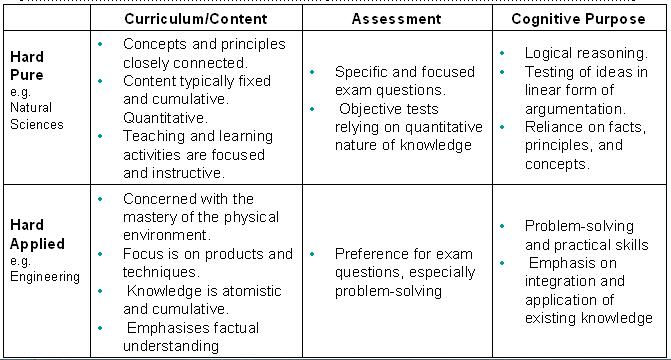 Curriculum/Content
Assessment
Cognitive Purpose
Hard
Pure
e.g.
Natural
Sciences
• Concepts and principles
closely connected.
• Content typically fixed
and cumulative.
Quantitative.
• Teaching and learning
activities are focused
and instructive.
• Specific and focused
exam questions.
• Objective tests
relying on quantitative
nature of knowledge
• Logical reasoning.
• Testing of ideas in
linear form of
argumentation.
• Reliance on facts,
principles, and
concepts.
Hard
Applied
e.g.
Engineering
• Concerned with the
mastery of the physical
environment.
• Focus is on products and
techniques.
• Knowledge is atomistic
and cumulative.
• Emphasises factual
understanding
• Preference for exam
questions, especially
problem-solving
• Problem-solving
and practical skills
• Emphasis on
integration and
application of
existing knowledge